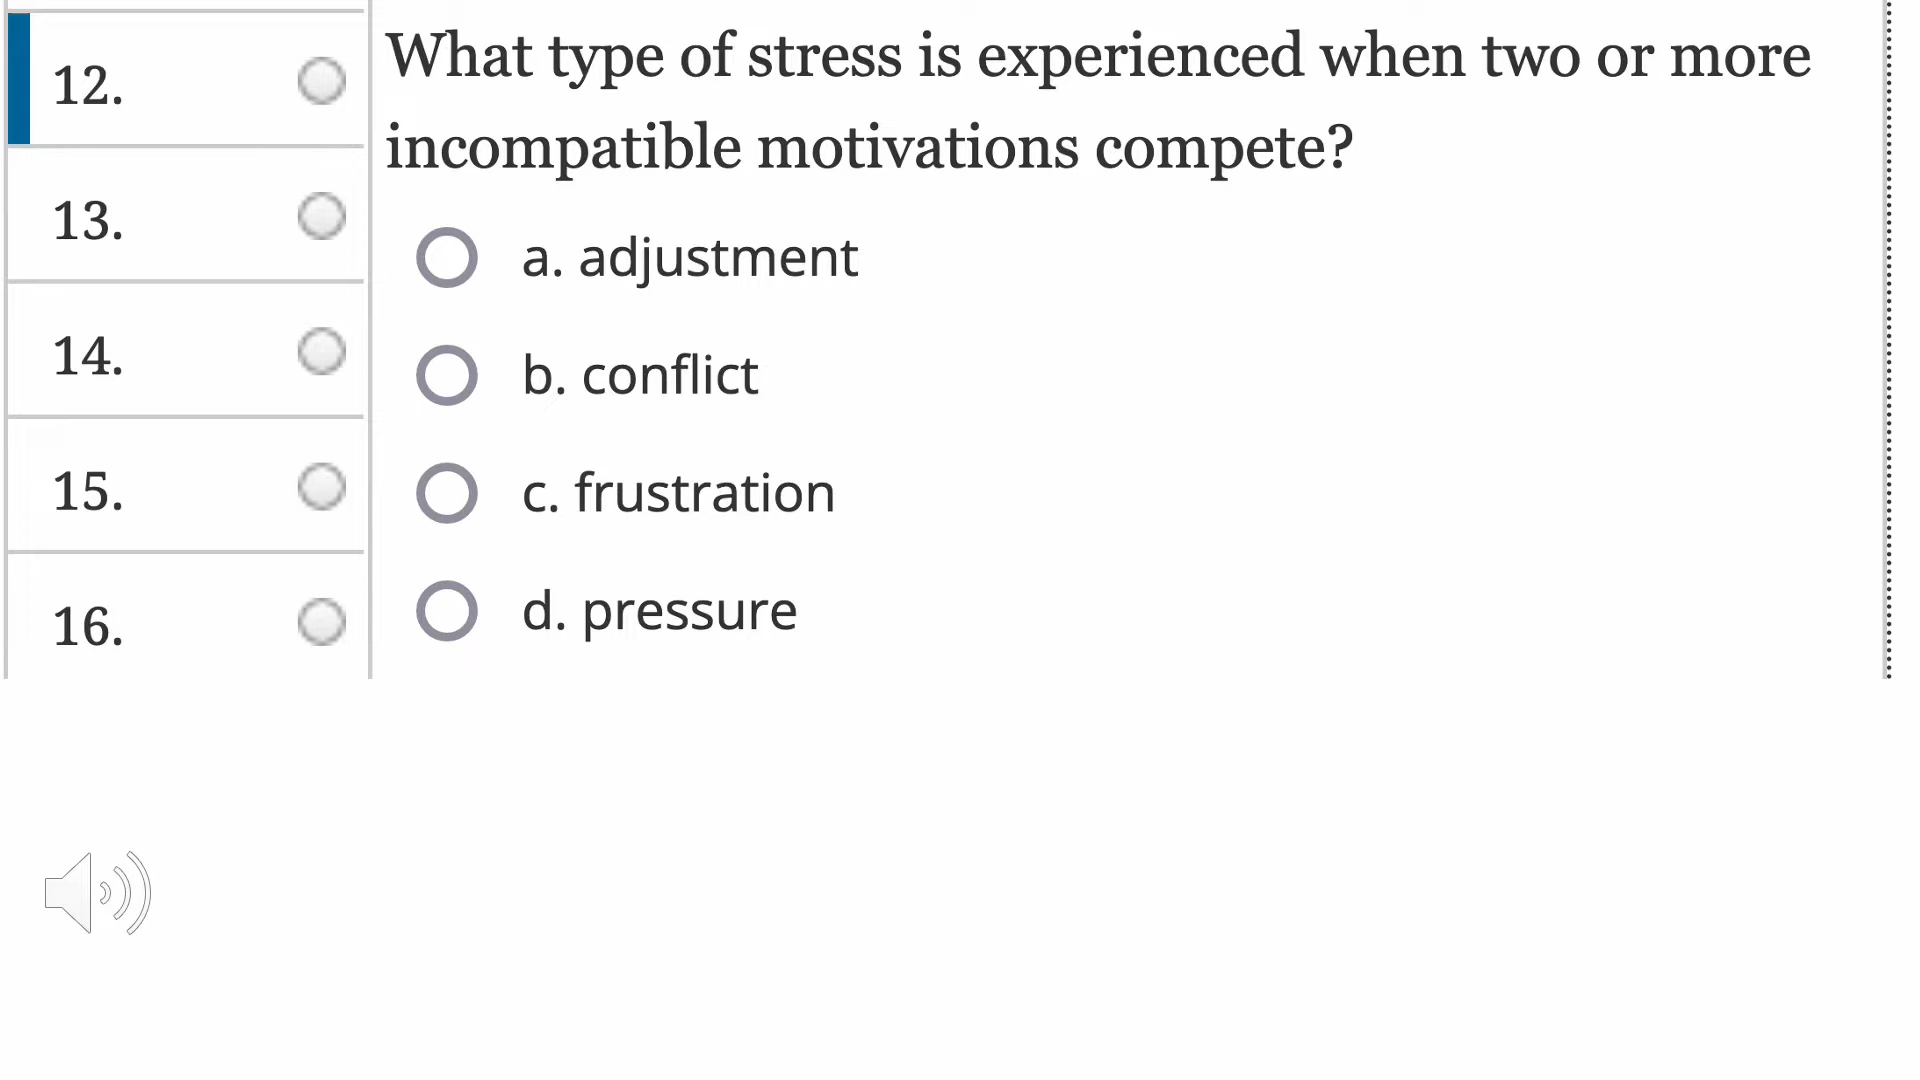 12.
13.
14.
15.
16.
What type of stress is experienced when two or more
incompatible motivations compete?
a. adjustment
b. conflict
c. frustration
d. pressure